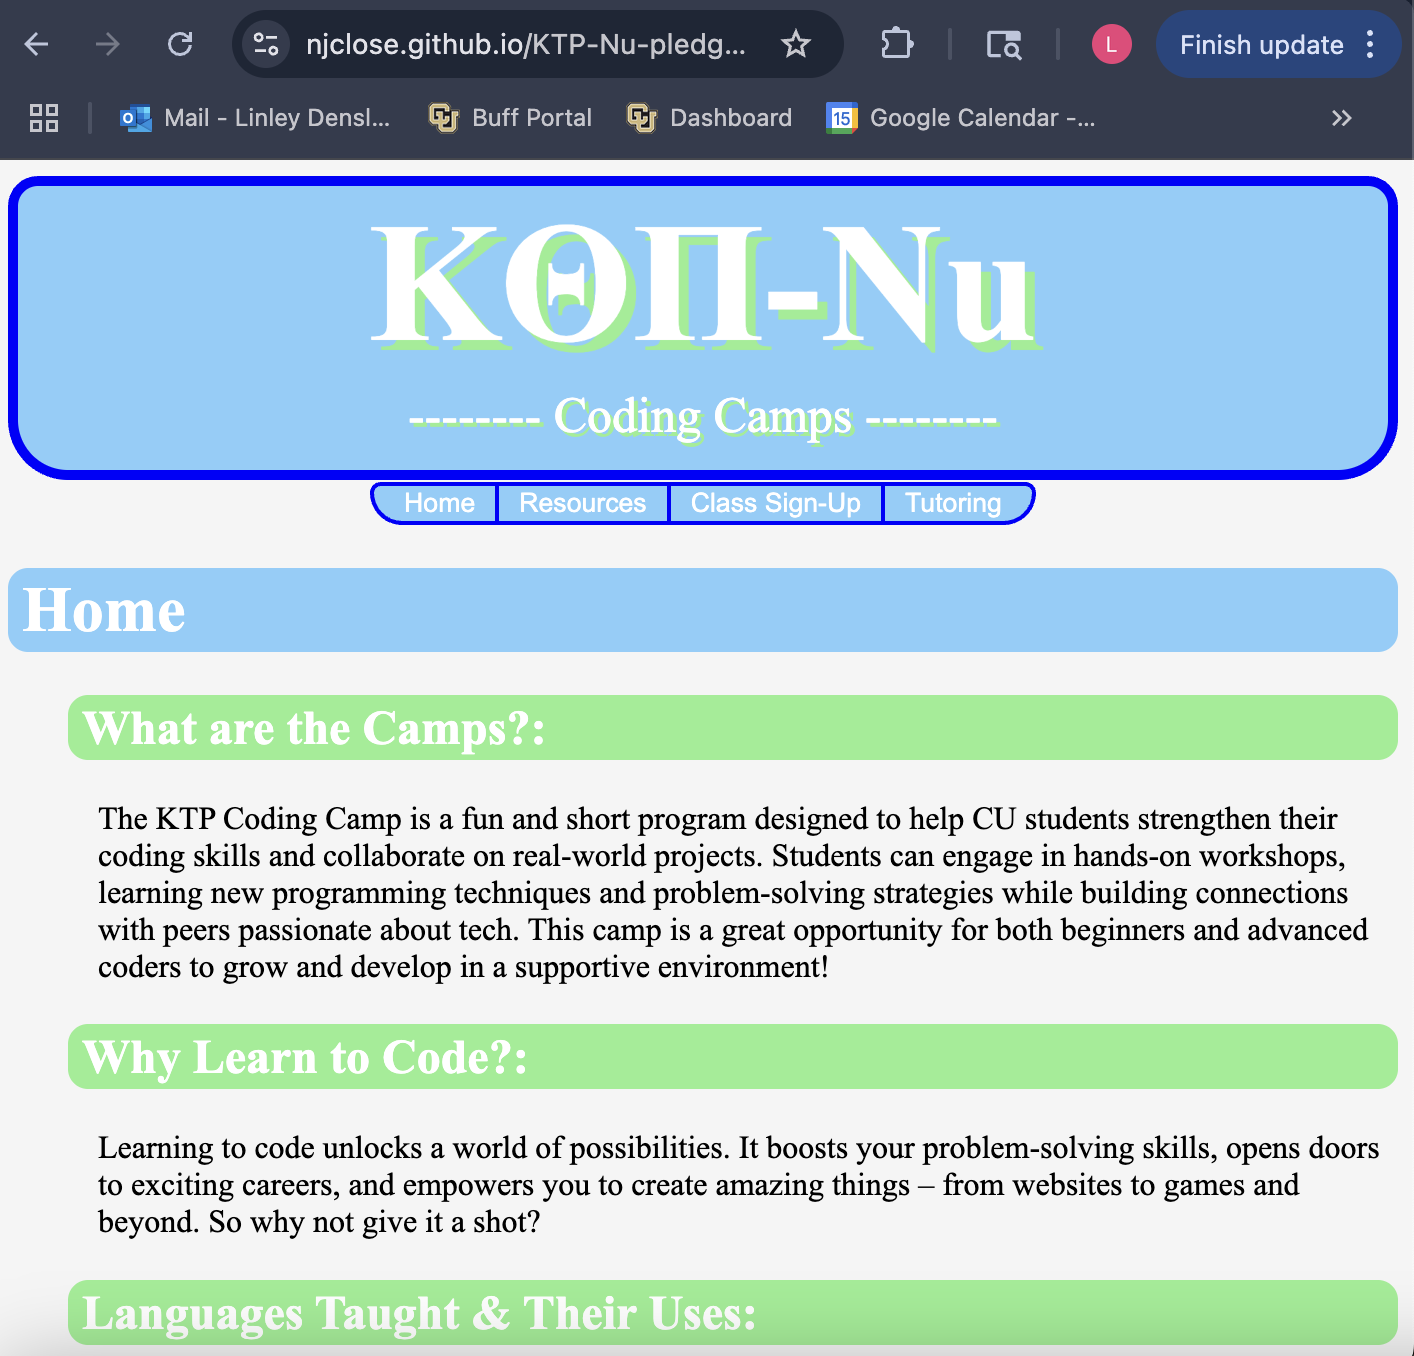 njclose.github.io/KTP-Nu-pledg...
L
Finish update
Mail - Linley Densl...
Buff Portal
Dashboard
15
Google Calendar -...
ΚΘΠ-Nu
-------- Coding Camps --------
Home
Resources
Class Sign-Up
Tutoring
Home
What are the Camps?:
The KTP Coding Camp is a fun and short program designed to help CU students strengthen their
coding skills and collaborate on real-world projects. Students can engage in hands-on workshops,
learning new programming techniques and problem-solving strategies while building connections
with peers passionate about tech. This camp is a great opportunity for both beginners and advanced
coders to grow and develop in a supportive environment!
Why Learn to Code?:
Learning to code unlocks a world of possibilities. It boosts your problem-solving skills, opens doors
to exciting careers, and empowers you to create amazing things – from websites to games and
beyond. So why not give it a shot?
Languages Taught & Their Uses: